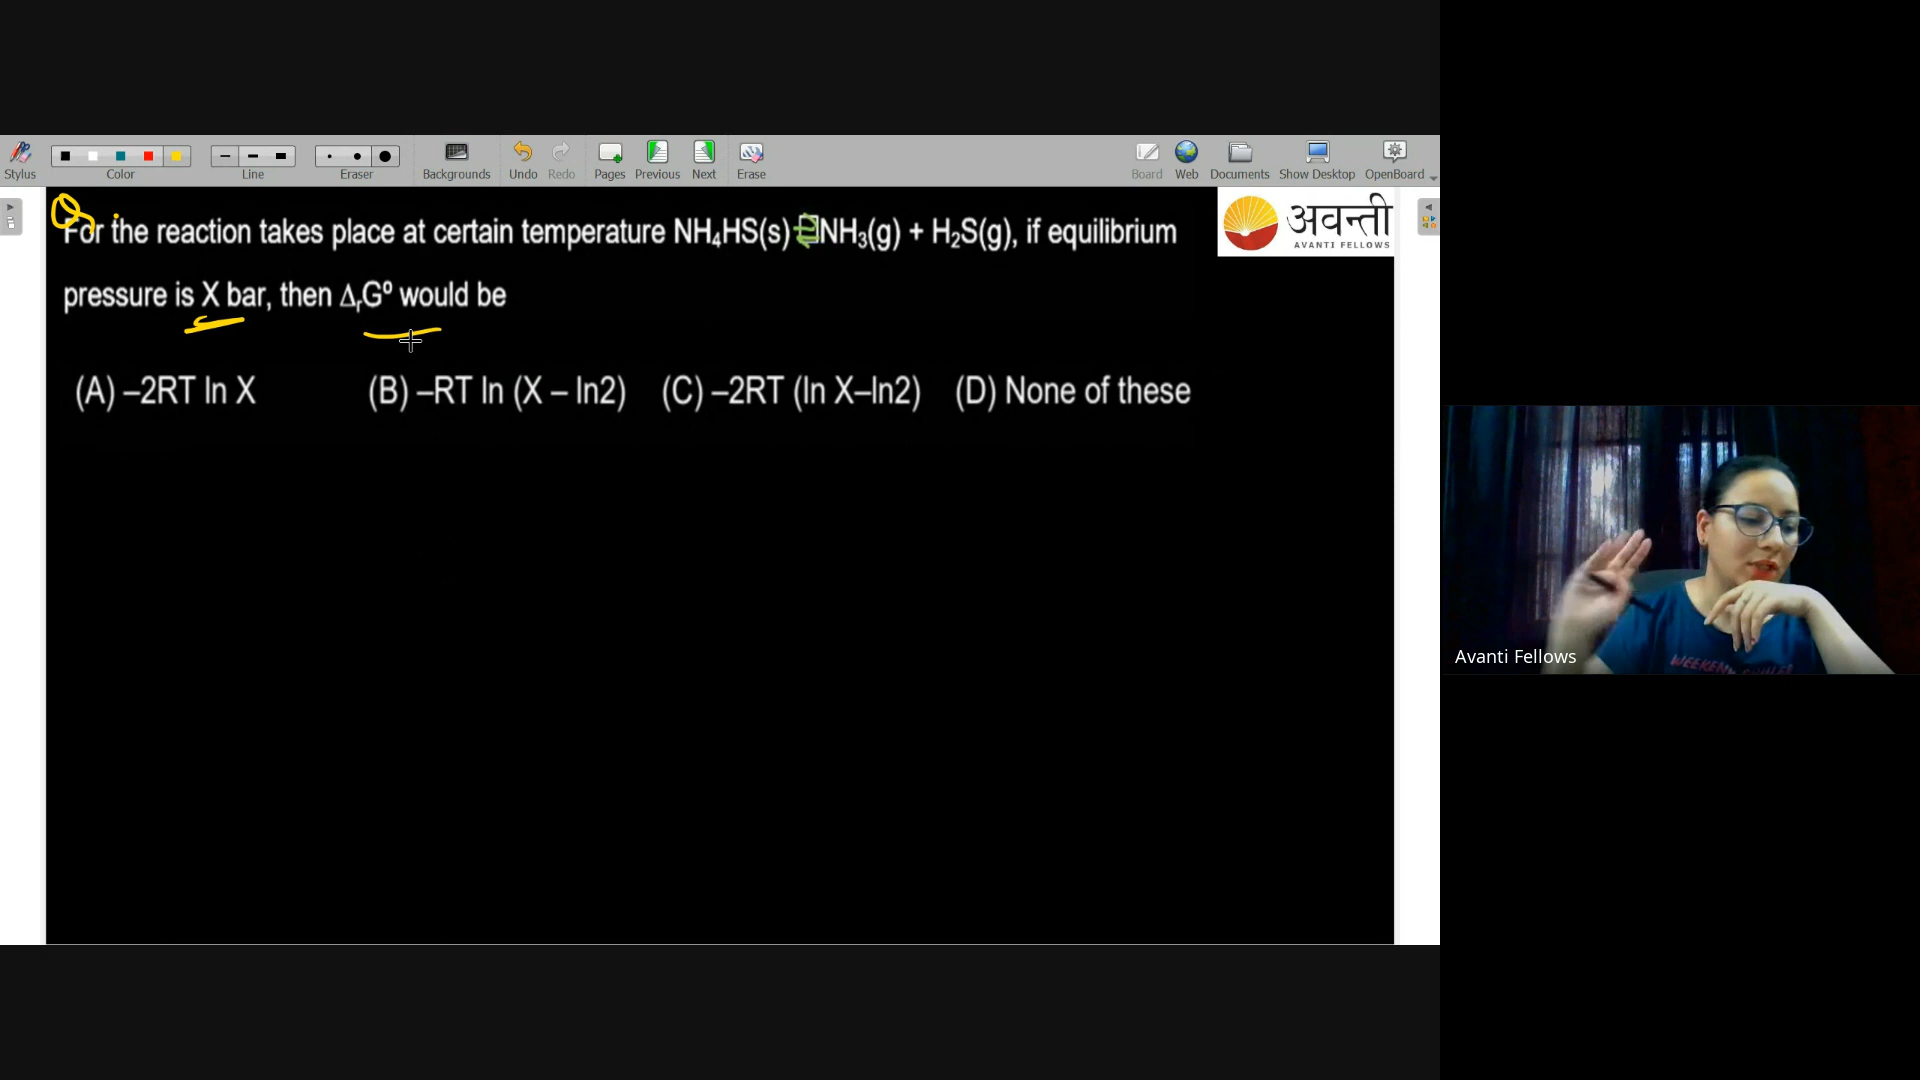 Stylus
Color
Line
Eraser
Backgrounds
Undo
Redo
Pages
Previous
Next
Erase
Board
Web
Documents
Show Desktop
OpenBoard
Q.
For the reaction takes place at certain temperature NH₄HS(s) ⇌ NH₃(g) + H₂S(g), if equilibrium
pressure is X bar, then ΔᵣGº would be
(A) –2RT ln X (B) –RT ln (X – ln2) (C) –2RT (ln X–ln2) (D) None of these
अवन्ती
AVANTI FELLOWS
Avanti Fellows